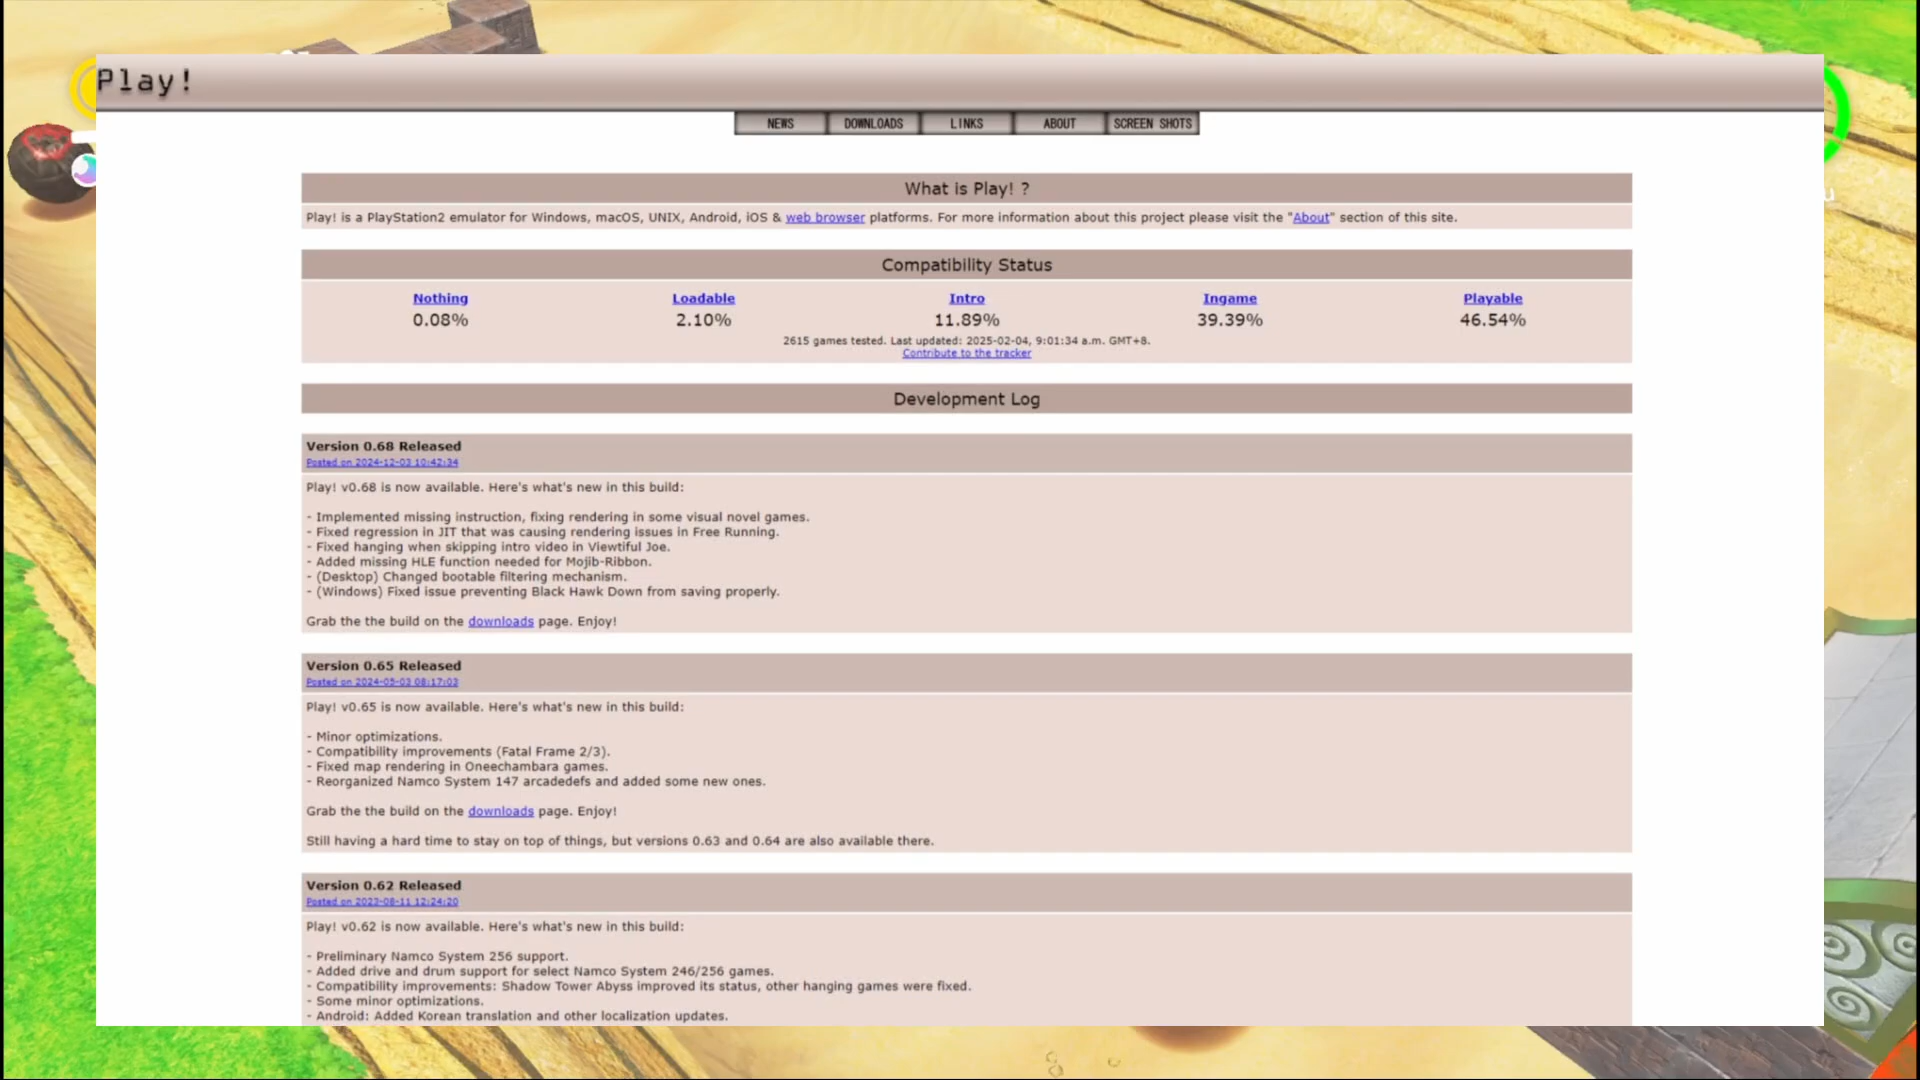 Play!
NEWS DOWNLOADS LINKS ABOUT SCREEN SHOTS
What is Play! ?
Play! is a PlayStation2 emulator for Windows, macOS, UNIX, Android, iOS & web browser platforms. For more information about this project please visit the "About" section of this site.
Compatibility Status
Nothing Loadable Intro Ingame Playable
0.08% 2.10% 11.89% 39.39% 46.54%
2615 games tested. Last updated: 2025-02-04, 9:01:34 a.m. GMT+8.
Contribute to the tracker
Development Log
Version 0.68 Released
Posted on 2024-12-03 10:42:34
Play! v0.68 is now available. Here's what's new in this build:
- Implemented missing instruction, fixing rendering in some visual novel games.
- Fixed regression in JIT that was causing rendering issues in Free Running.
- Fixed hanging when skipping intro video in Viewtiful Joe.
- Added missing HLE function needed for Mojib-Ribbon.
- (Desktop) Changed bootable filtering mechanism.
- (Windows) Fixed issue preventing Black Hawk Down from saving properly.
Grab the the build on the downloads page. Enjoy!
Version 0.65 Released
Posted on 2024-05-03 08:17:03
Play! v0.65 is now available. Here's what's new in this build:
- Minor optimizations.
- Compatibility improvements (Fatal Frame 2/3).
- Fixed map rendering in Oneechambara games.
- Reorganized Namco System 147 arcadedefs and added some new ones.
Grab the the build on the downloads page. Enjoy!
Still having a hard time to stay on top of things, but versions 0.63 and 0.64 are also available there.
Version 0.62 Released
Posted on 2023-08-11 12:24:20
Play! v0.62 is now available. Here's what's new in this build:
- Preliminary Namco System 256 support.
- Added drive and drum support for select Namco System 246/256 games.
- Compatibility improvements: Shadow Tower Abyss improved its status, other hanging games were fixed.
- Some minor optimizations.
- Android: Added Korean translation and other localization updates.